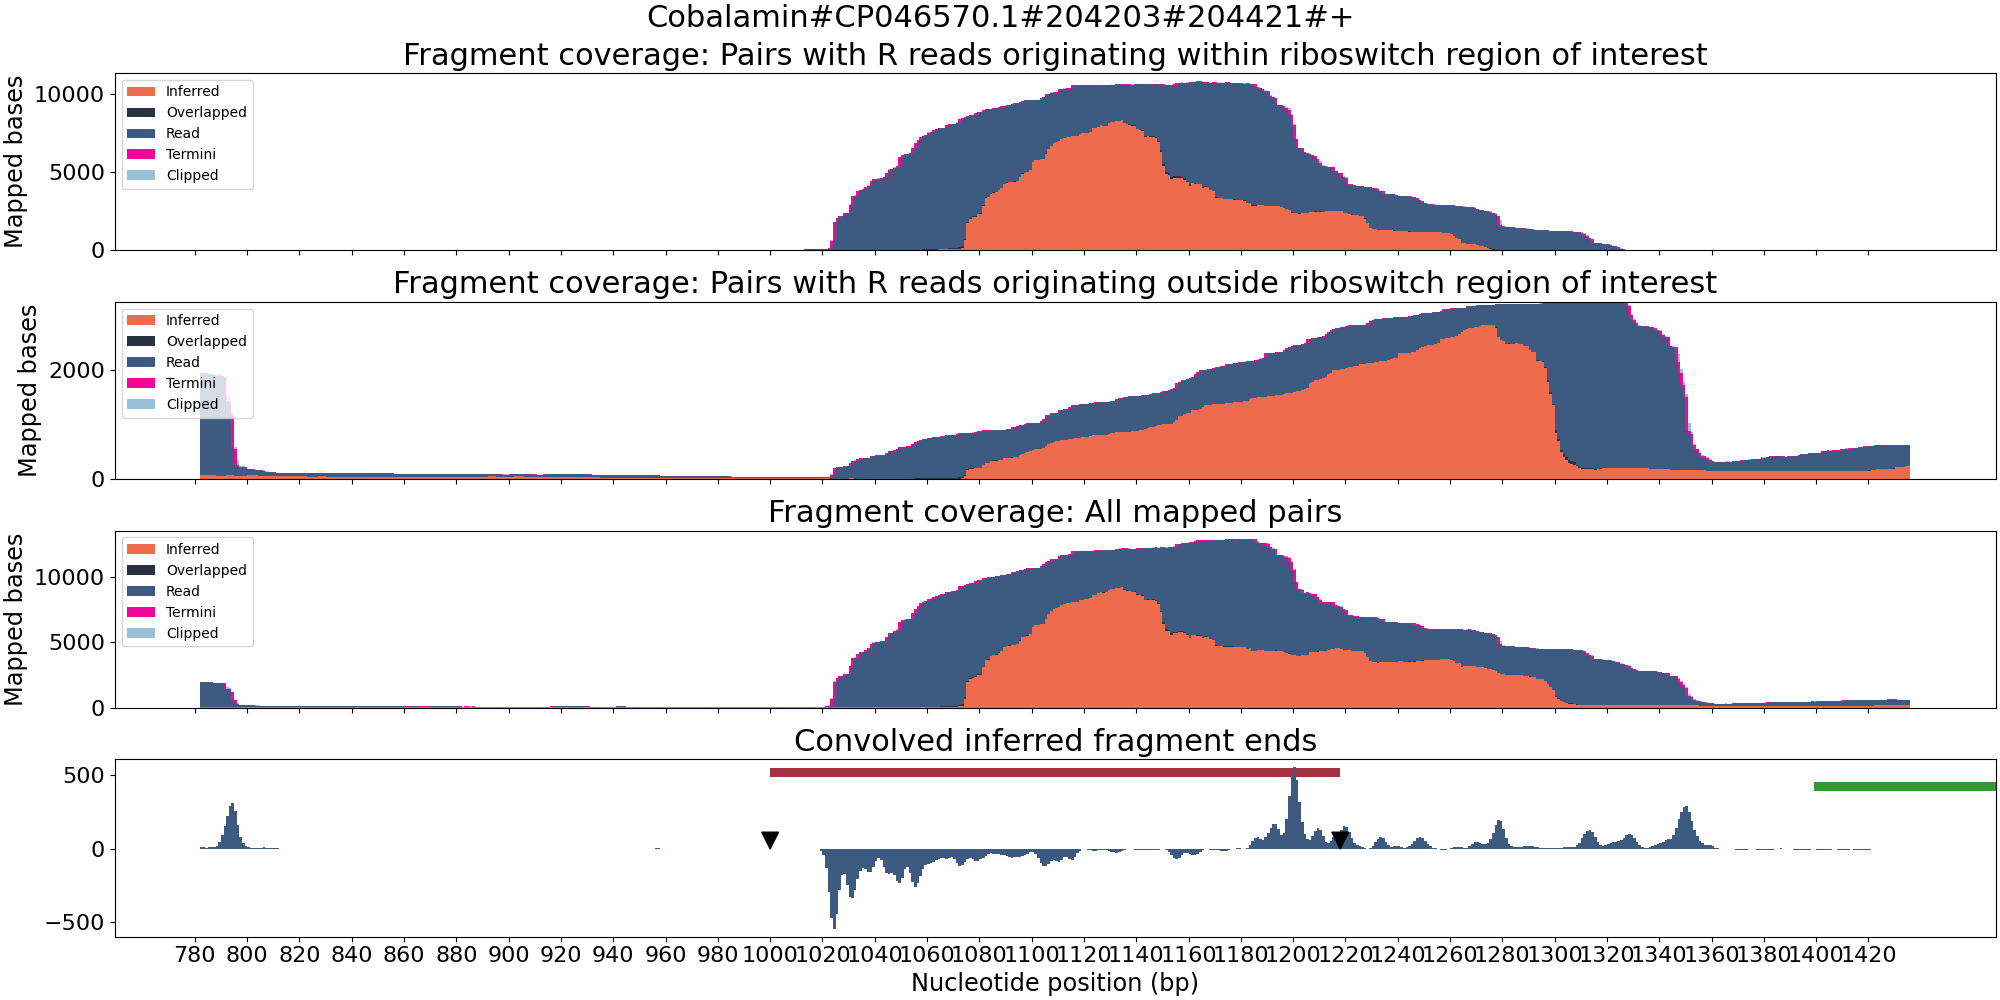 Cobalamin#CP046570.1#204203#204421#+
Fragment coverage: Pairs with R reads originating within riboswitch region of interest
Mapped bases
10000
5000
0
Inferred
Overlapped
Read
Termini
Clipped
Fragment coverage: Pairs with R reads originating outside riboswitch region of interest
Mapped bases
2000
0
Inferred
Overlapped
Read
Termini
Clipped
Fragment coverage: All mapped pairs
Mapped bases
10000
5000
0
Inferred
Overlapped
Read
Termini
Clipped
Convolved inferred fragment ends
500
0
−500
780 800 820 840 860 880 900 920 940 960 980 1000 1020 1040 1060 1080 1100 1120 1140 1160 1180 1200 1220 1240 1260 1280 1300 1320 1340 1360 1380 1400 1420
Nucleotide position (bp)